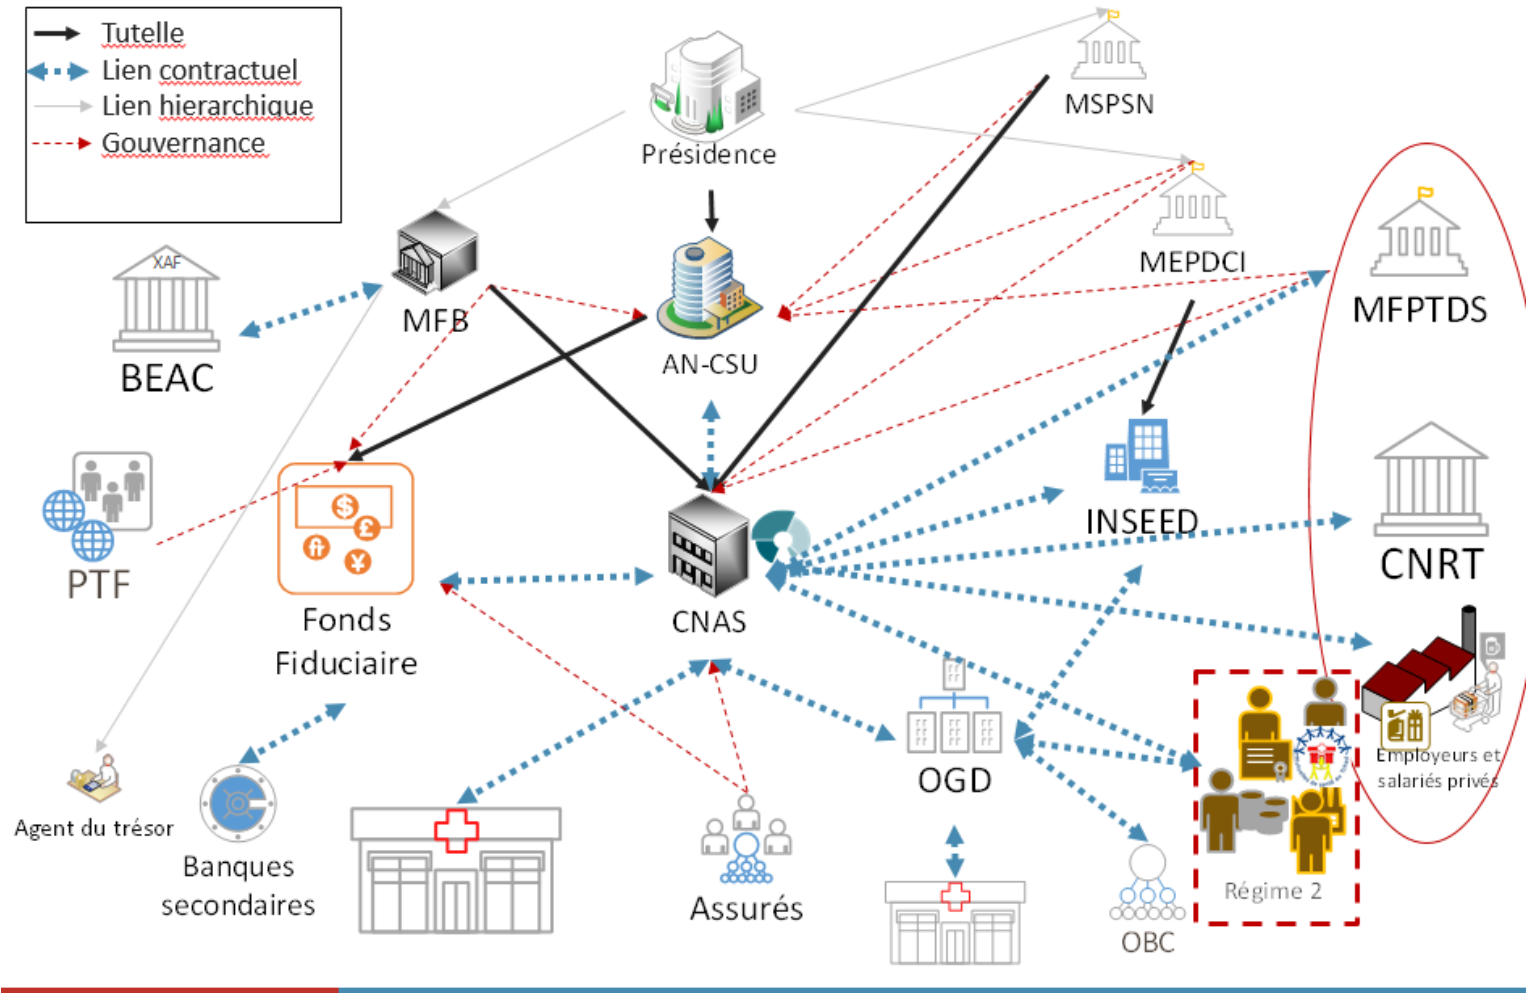 Tutelle
Lien contractuel
Lien hierarchique
Gouvernance
Présidence
MSPSN
MEPDCI
MFPTDS
XAF
BEAC
MFB
AN-CSU
PTF
Fonds
Fiduciaire
CNAS
INSEED
CNRT
Employeurs et
salariés privés
OGD
Agent du trésor
Banques
secondaires
Assurés
OBC
Régime 2